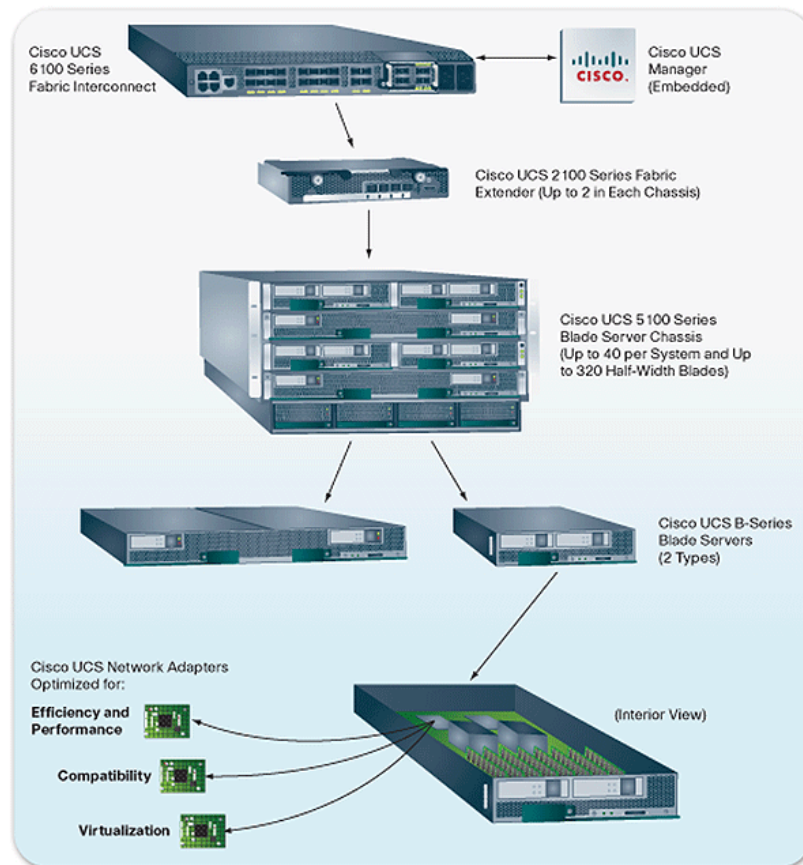 Cisco UCS
6100 Series
Fabric Interconnect
CISCO.
Cisco UCS
Manager
(Embedded)
Cisco UCS 2100 Series Fabric
Extender (Up to 2 in Each Chassis)
Cisco UCS 5100 Series
Blade Server Chassis
(Up to 40 per System and Up
to 320 Half-Width Blades)
Cisco UCS B-Series
Blade Servers
(2 Types)
Cisco UCS Network Adapters
Optimized for:
Efficiency and
Performance
(Interior View)
Compatibility
Virtualization